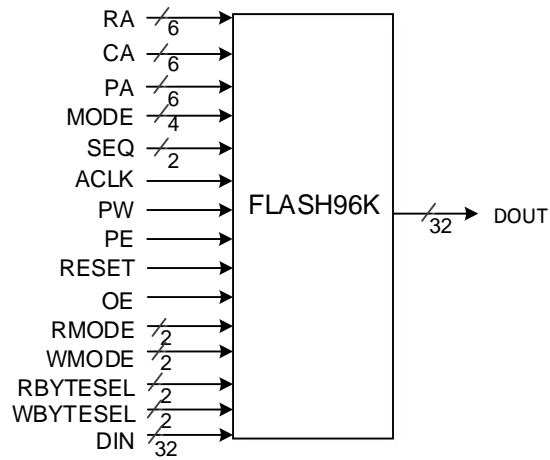 RA 6
CA 6
PA 6
MODE 4
SEQ 2
ACLK
PW
PE
RESET
OE
RMODE 2
WMODE 2
RBYTESEL 2
WBYTESEL 2
DIN 32
FLASH96K
32 DOUT